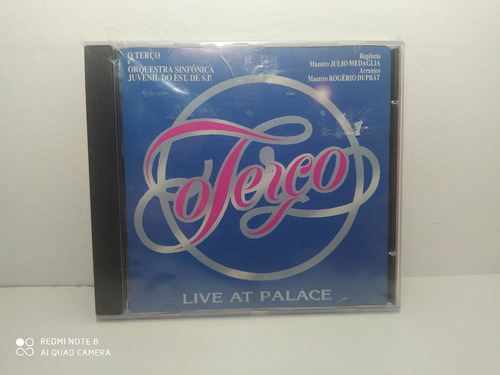 O TERÇO
E
ORQUESTRA SINFÔNICA
JUVENIL DO EST. DE S.P.
Regência
Maestro JULIO MEDAGLIA
Arranjos
Maestro ROGÉRIO DUPRAT
O Terço
LIVE AT PALACE
REDMI NOTE 8
AI QUAD CAMERA